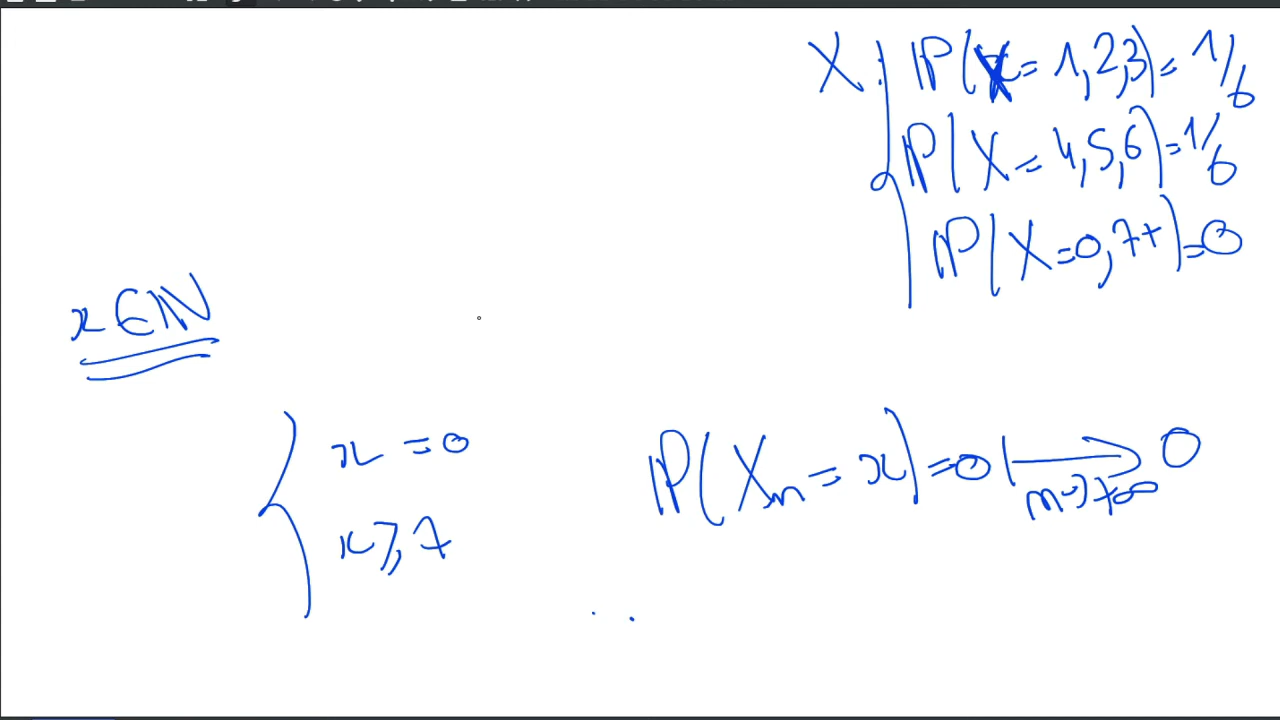 X : { ℙ(X = 1,2,3) = 1/6
ℙ(X = 4,5,6) = 1/6
ℙ(X = 0,7+) = 0
x ∈ ℕ
{ x = 0
x ≥ 7
ℙ(X_n = x) = 0 ⟼ 0
n→+∞